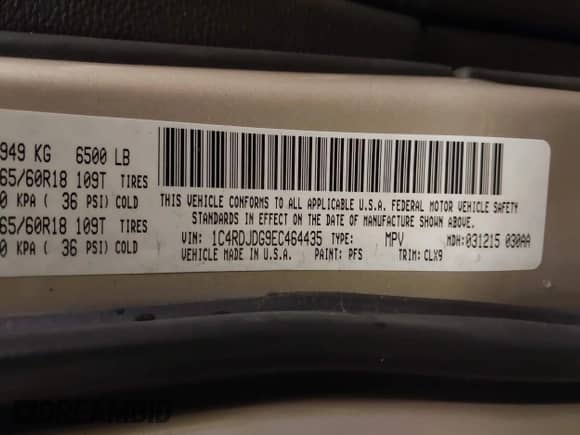 949 KG 6500 LB
65/60R18 109T TIRES
0 KPA ( 36 PSI) COLD
65/60R18 109T TIRES
0 KPA ( 36 PSI) COLD
THIS VEHICLE CONFORMS TO ALL APPLICABLE U.S.A. FEDERAL MOTOR VEHICLE SAFETY
STANDARDS IN EFFECT ON THE DATE OF MANUFACTURE SHOWN ABOVE.
VIN: 1C4RDJDG9EC464435 TYPE: MPV MDH:031215 030AA
VEHICLE MADE IN U.S.A. PAINT: PFS TRIM: CLX9
DREAMBID